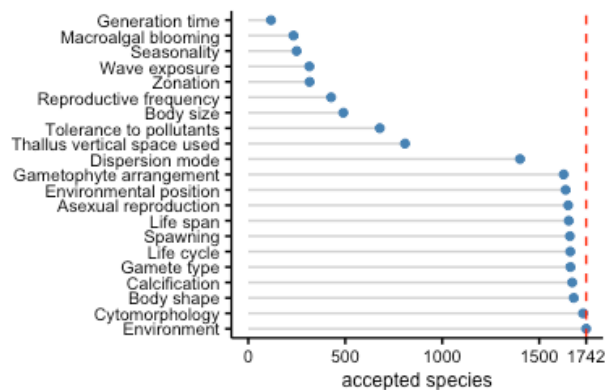 Generation time
Macroalgal blooming
Seasonality
Wave exposure
Zonation
Reproductive frequency
Body size
Tolerance to pollutants
Thallus vertical space used
Dispersion mode
Gametophyte arrangement
Environmental position
Asexual reproduction
Life span
Spawning
Life cycle
Gamete type
Calcification
Body shape
Cytomorphology
Environment
0 500 1000 1500 1742
accepted species